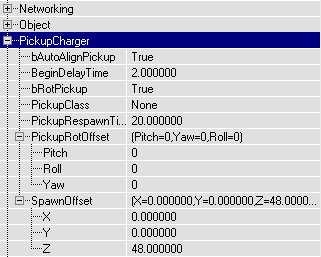 Networking
Object
PickupCharger
bAutoAlignPickup True
BeginDelayTime 2.000000
bRotPickup True
PickupClass None
PickupRespawnTi... 20.000000
PickupRotOffset (Pitch=0,Yaw=0,Roll=0)
Pitch 0
Roll 0
Yaw 0
SpawnOffset (X=0.000000,Y=0.000000,Z=48.0000...
X 0.000000
Y 0.000000
Z 48.000000